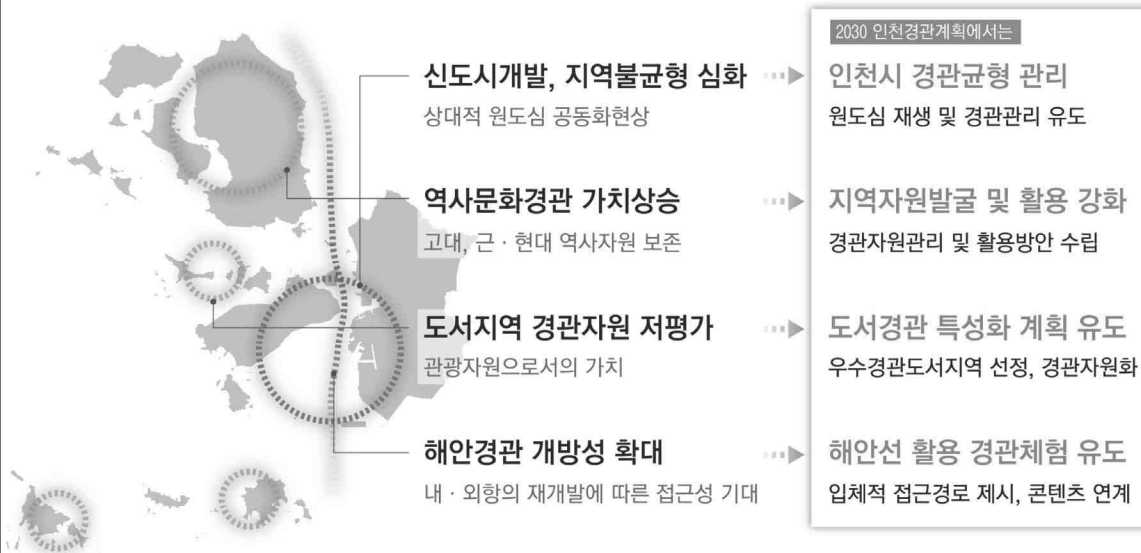 2030 인천경관계획에서는
신도시개발, 지역불균형 심화
상대적 원도심 공동화현상
인천시 경관균형 관리
원도심 재생 및 경관관리 유도
역사문화경관 가치상승
고대, 근 · 현대 역사자원 보존
지역자원발굴 및 활용 강화
경관자원관리 및 활용방안 수립
도서지역 경관자원 저평가
관광자원으로서의 가치
도서경관 특성화 계획 유도
우수경관도서지역 선정, 경관자원화
해안경관 개방성 확대
내 · 외항의 재개발에 따른 접근성 기대
해안선 활용 경관체험 유도
입체적 접근경로 제시, 콘텐츠 연계